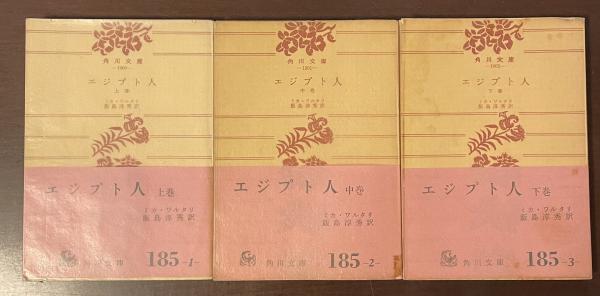 角川文庫
—1900—
エジプト人
上巻
ミカ・ワルタリ
飯島淳秀訳
エジプト人 上巻
ミカ・ワルタリ
飯島淳秀訳
角川文庫 185-1-
角川文庫
—1901—
エジプト人
中巻
ミカ・ワルタリ
飯島淳秀訳
エジプト人 中巻
ミカ・ワルタリ
飯島淳秀訳
角川文庫 185-2-
角川文庫
—1902—
エジプト人
下巻
ミカ・ワルタリ
飯島淳秀訳
エジプト人 下巻
ミカ・ワルタリ
飯島淳秀訳
角川文庫 185-3-